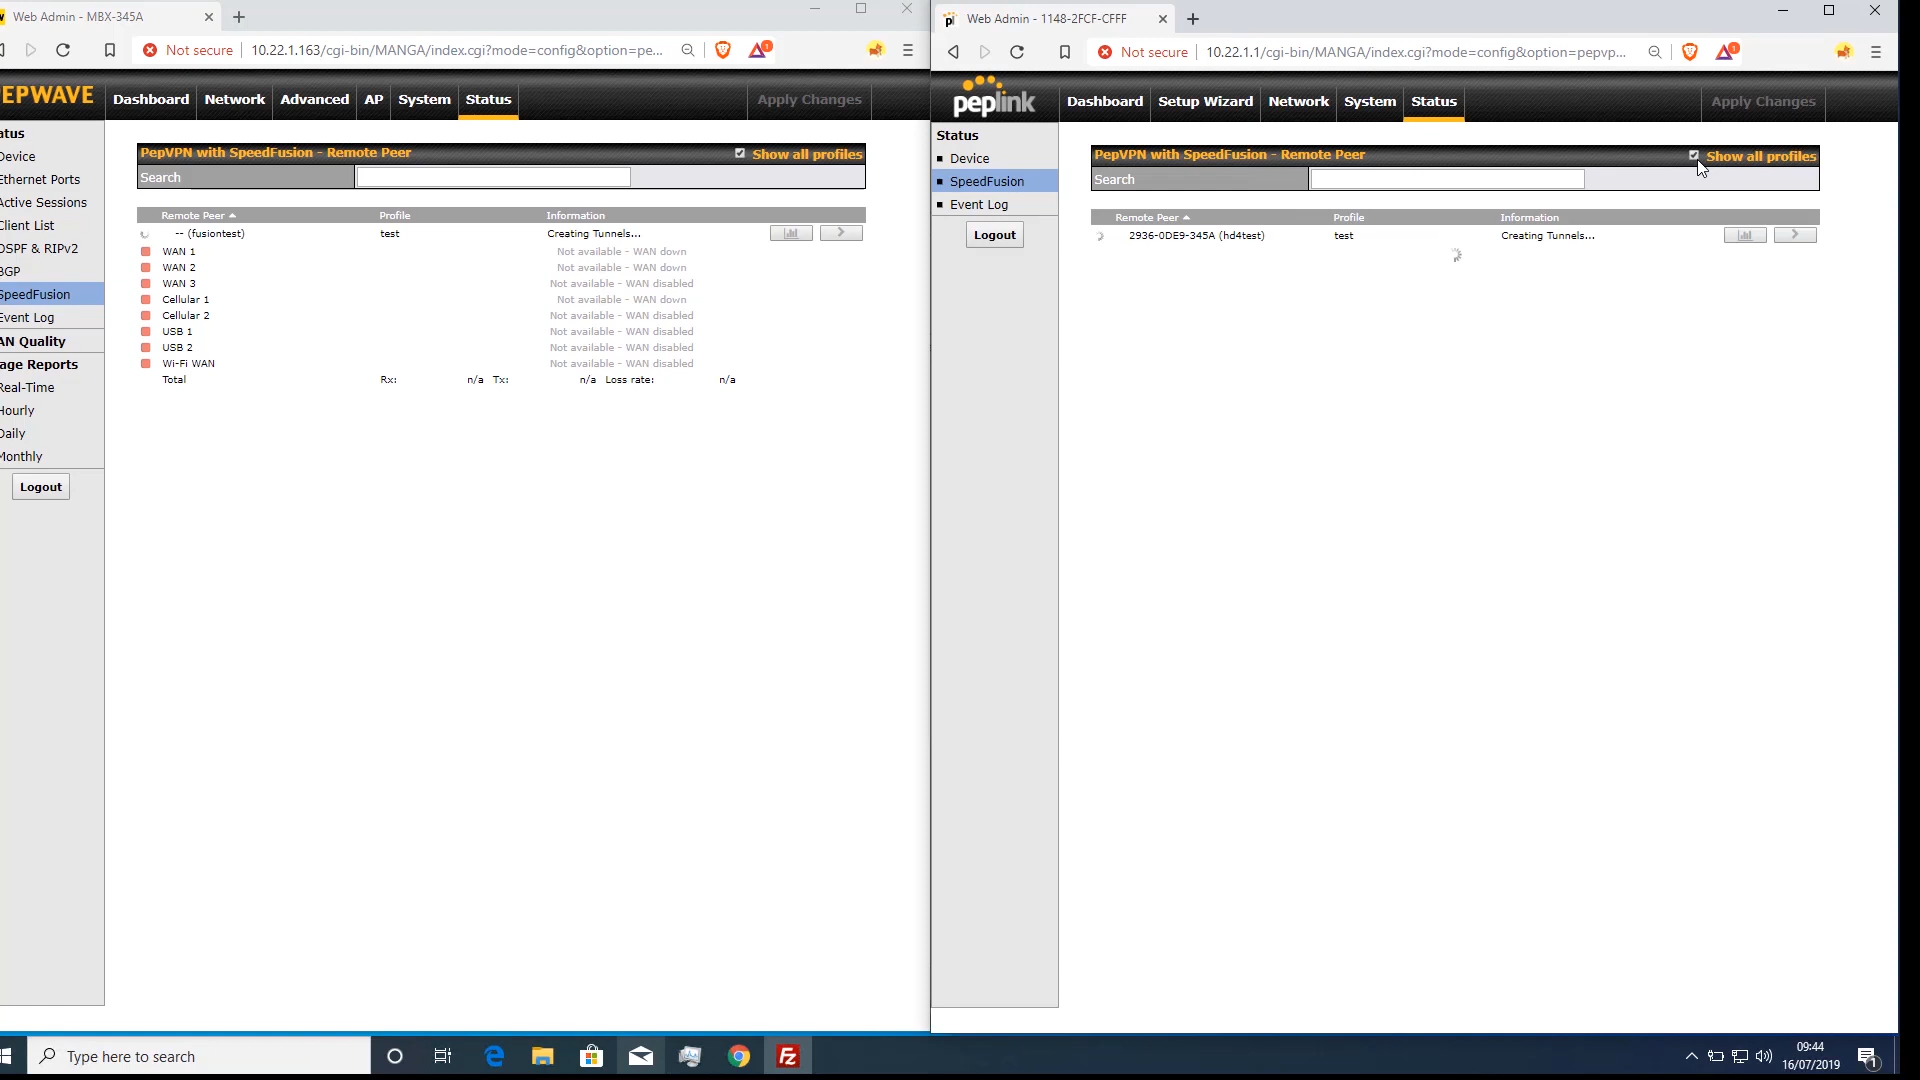 Web Admin - MBX-345A
Not secure
10.22.1.163/cgi-bin/MANGA/index.cgi?mode=config&option=pe...
1
EPWAVE
Dashboard
Network
Advanced
AP
System
Status
Apply Changes
atus
Device
Ethernet Ports
Active Sessions
Client List
OSPF & RIPv2
BGP
SpeedFusion
Event Log
AN Quality
age Reports
Real-Time
Hourly
Daily
Monthly
Logout
PepVPN with SpeedFusion - Remote Peer
Show all profiles
Search
Remote Peer Profile Information
-- (fusiontest) test Creating Tunnels...
WAN 1 Not available - WAN down
WAN 2 Not available - WAN down
WAN 3 Not available - WAN disabled
Cellular 1 Not available - WAN down
Cellular 2 Not available - WAN disabled
USB 1 Not available - WAN disabled
USB 2 Not available - WAN disabled
Wi-Fi WAN Not available - WAN disabled
Total Rx: n/a Tx: n/a Loss rate: n/a
Web Admin - 1148-2FCF-CFFF
Not secure
10.22.1.1/cgi-bin/MANGA/index.cgi?mode=config&option=pepvp...
1
peplink
Dashboard
Setup Wizard
Network
System
Status
Apply Changes
Status
Device
SpeedFusion
Event Log
Logout
PepVPN with SpeedFusion - Remote Peer
Show all profiles
Search
Remote Peer Profile Information
2936-0DE9-345A (hd4test) test Creating Tunnels...
Type here to search
Fz
09:44
16/07/2019
1